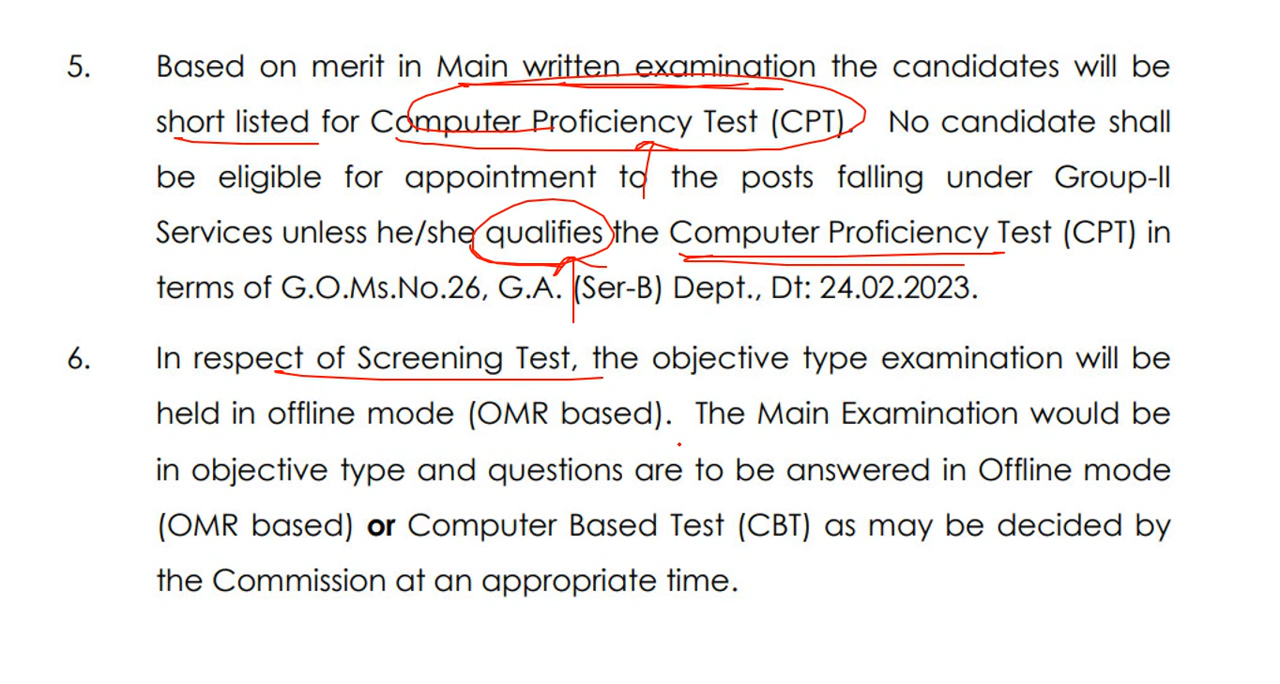 5. Based on merit in Main written examination the candidates will be
short listed for Computer Proficiency Test (CPT). No candidate shall
be eligible for appointment to the posts falling under Group-II
Services unless he/she qualifies the Computer Proficiency Test (CPT) in
terms of G.O.Ms.No.26, G.A. (Ser-B) Dept., Dt: 24.02.2023.
6. In respect of Screening Test, the objective type examination will be
held in offline mode (OMR based). The Main Examination would be
in objective type and questions are to be answered in Offline mode
(OMR based) or Computer Based Test (CBT) as may be decided by
the Commission at an appropriate time.